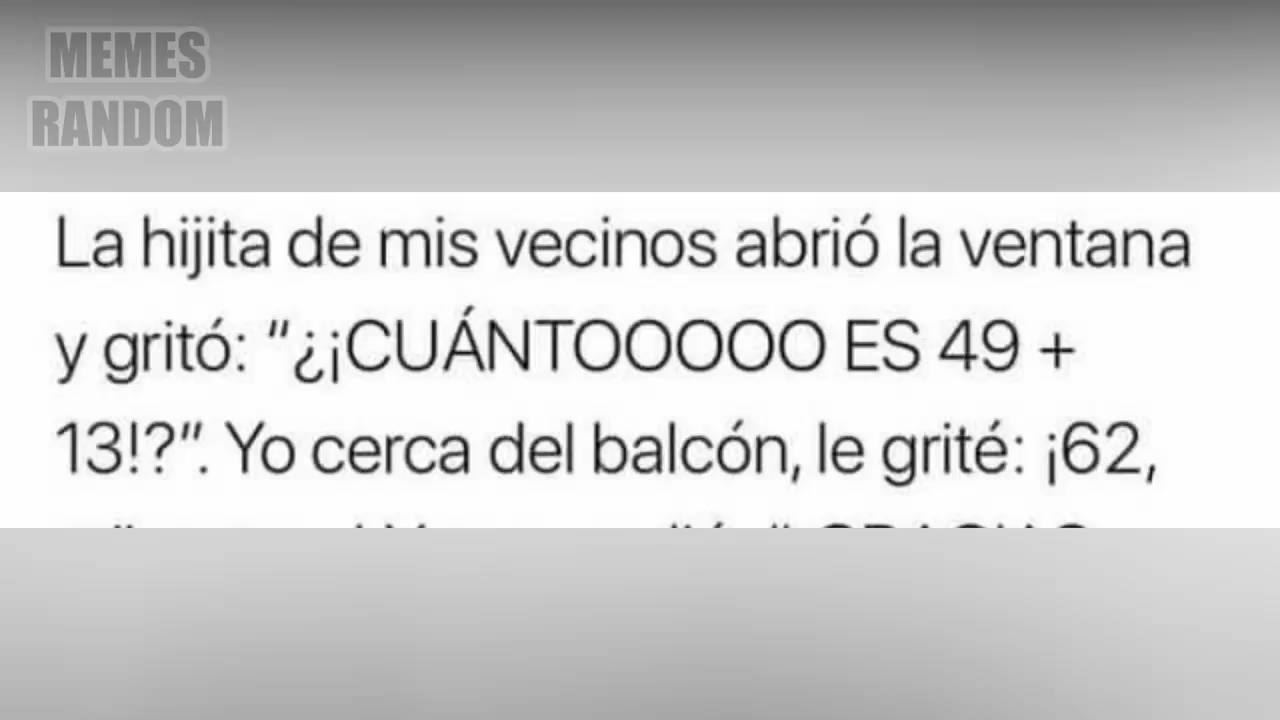 MEMES
RANDOM
La hijita de mis vecinos abrió la ventana
y gritó: "¿¡CUÁNTOOOOO ES 49 +
13!?". Yo cerca del balcón, le grité: ¡62,